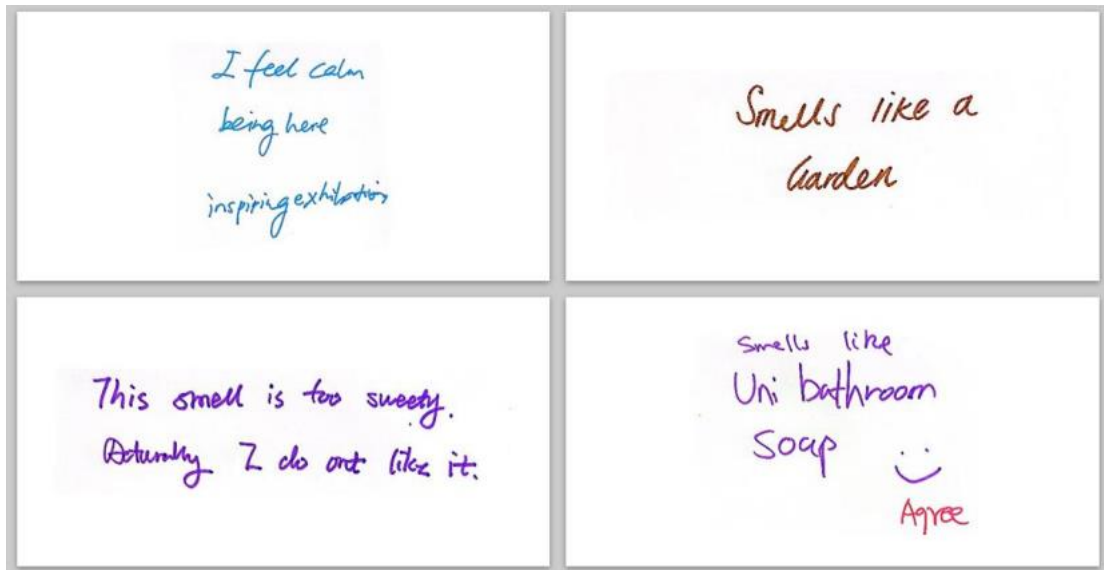 I feel calm
being here
inspiring exhibition
Smells like a
Garden
This smell is too sweety.
I do not like it.
Smells like
Uni bathroom
Soap
Agree